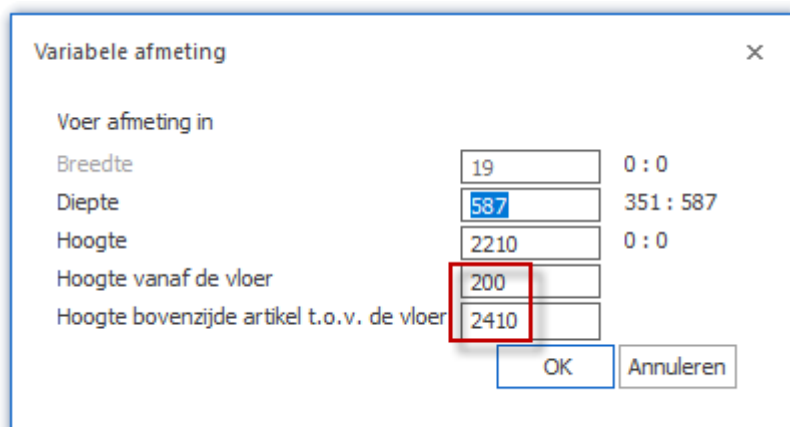 Variabele afmeting
Voer afmeting in
Breedte 19 0 : 0
Diepte 587 351 : 587
Hoogte 2210 0 : 0
Hoogte vanaf de vloer 200
Hoogte bovenzijde artikel t.o.v. de vloer 2410
OK Annuleren